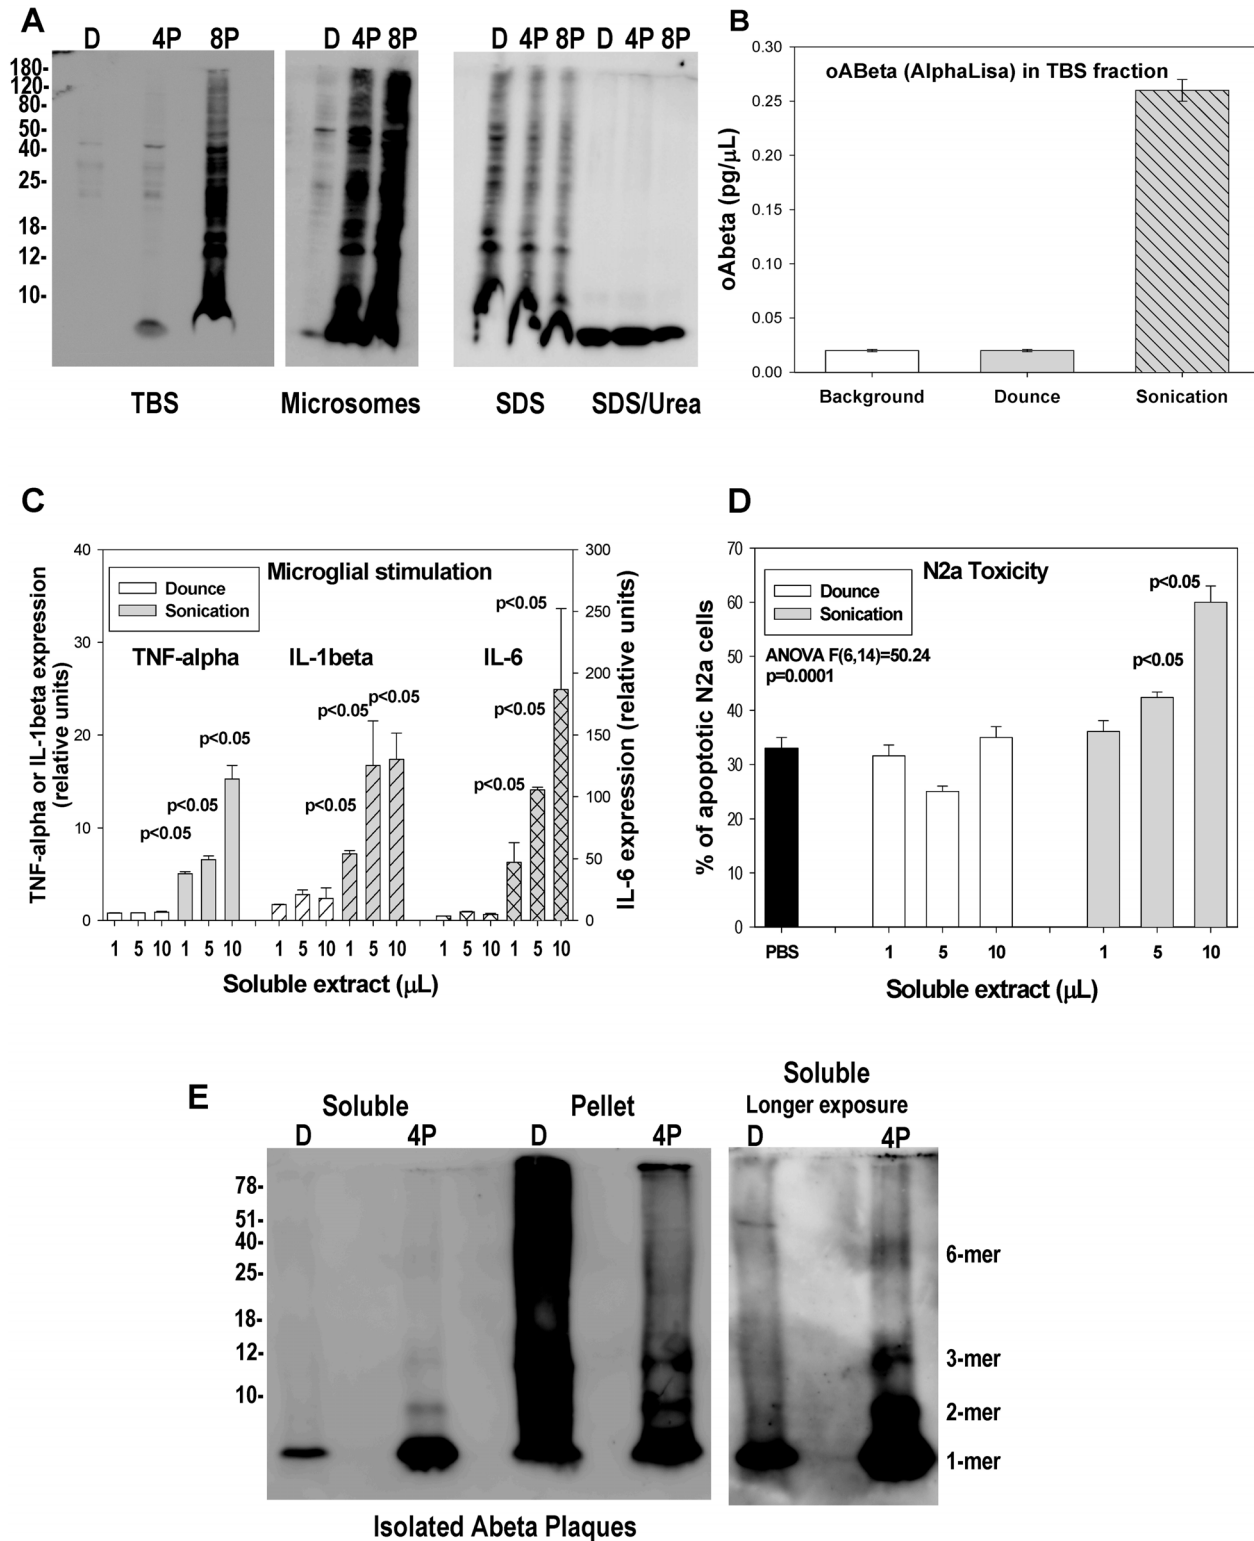 A
D 4P 8P
D 4P 8P
D 4P 8P D 4P 8P
180-
120-
80-
50-
40-
25-
18-
12-
10-
TBS
Microsomes
SDS
SDS/Urea
B
oABeta (AlphaLisa) in TBS fraction
oAbeta (pg/µL)
0.30
0.25
0.20
0.15
0.10
0.05
0.00
Background
Dounce
Sonication
C
Microglial stimulation
Dounce
Sonication
TNF-alpha
IL-1beta
IL-6
TNF-alpha or IL-1beta expression
(relative units)
40
30
20
10
0
IL-6 expression (relative units)
300
250
200
150
100
50
0
p<0.05
p<0.05
p<0.05
p<0.05
p<0.05
p<0.05
p<0.05
p<0.05
p<0.05
1 5 10 1 5 10 1 5 10 1 5 10 1 5 10 1 5 10
Soluble extract (µL)
D
N2a Toxicity
Dounce
Sonication
ANOVA F(6,14)=50.24
p=0.0001
p<0.05
p<0.05
% of apoptotic N2a cells
70
60
50
40
30
20
10
0
PBS 1 5 10 1 5 10
Soluble extract (µL)
E
Soluble
D 4P
Pellet
D 4P
Soluble
Longer exposure
D 4P
78-
51-
40-
25-
18-
12-
10-
6-mer
3-mer
2-mer
1-mer
Isolated Abeta Plaques